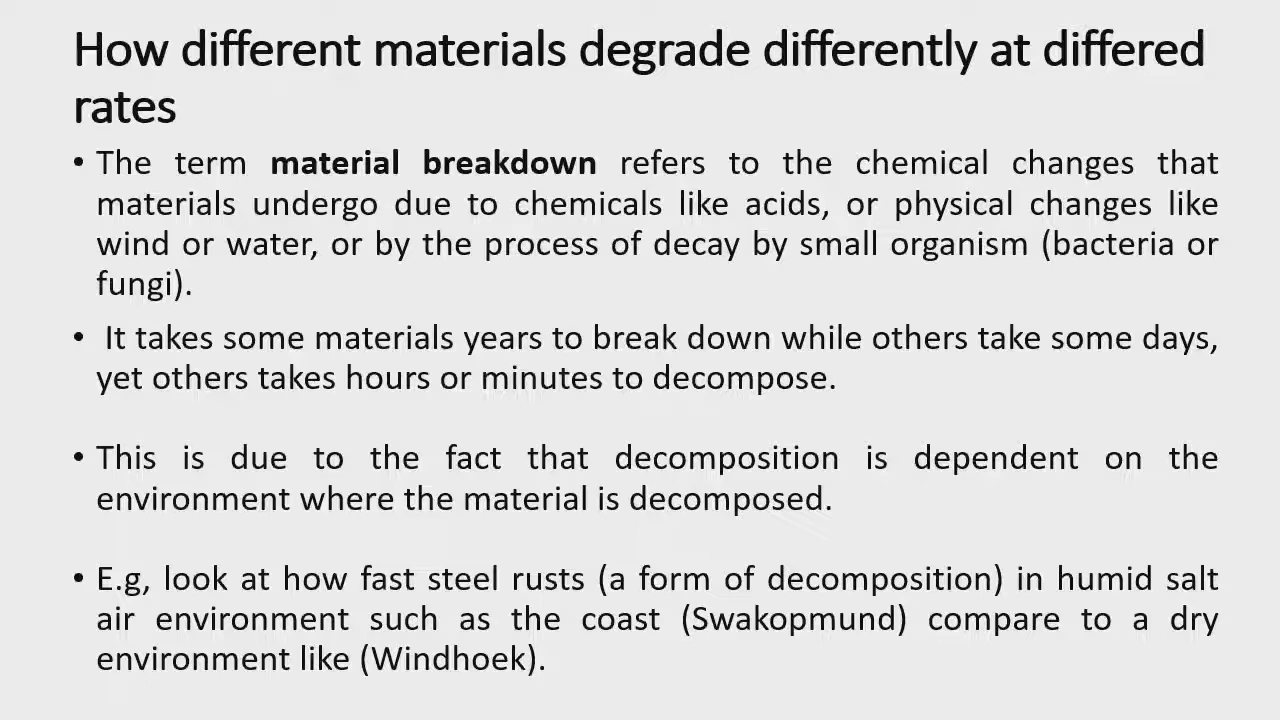 How different materials degrade differently at differed
rates
• The term material breakdown refers to the chemical changes that
materials undergo due to chemicals like acids, or physical changes like
wind or water, or by the process of decay by small organism (bacteria or
fungi).
• It takes some materials years to break down while others take some days,
yet others takes hours or minutes to decompose.
• This is due to the fact that decomposition is dependent on the
environment where the material is decomposed.
• E.g, look at how fast steel rusts (a form of decomposition) in humid salt
air environment such as the coast (Swakopmund) compare to a dry
environment like (Windhoek).